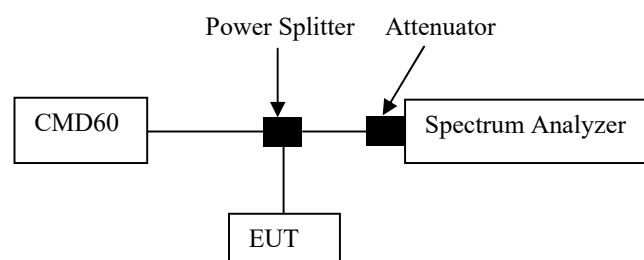 Power Splitter
Attenuator
CMD60
Spectrum Analyzer
EUT